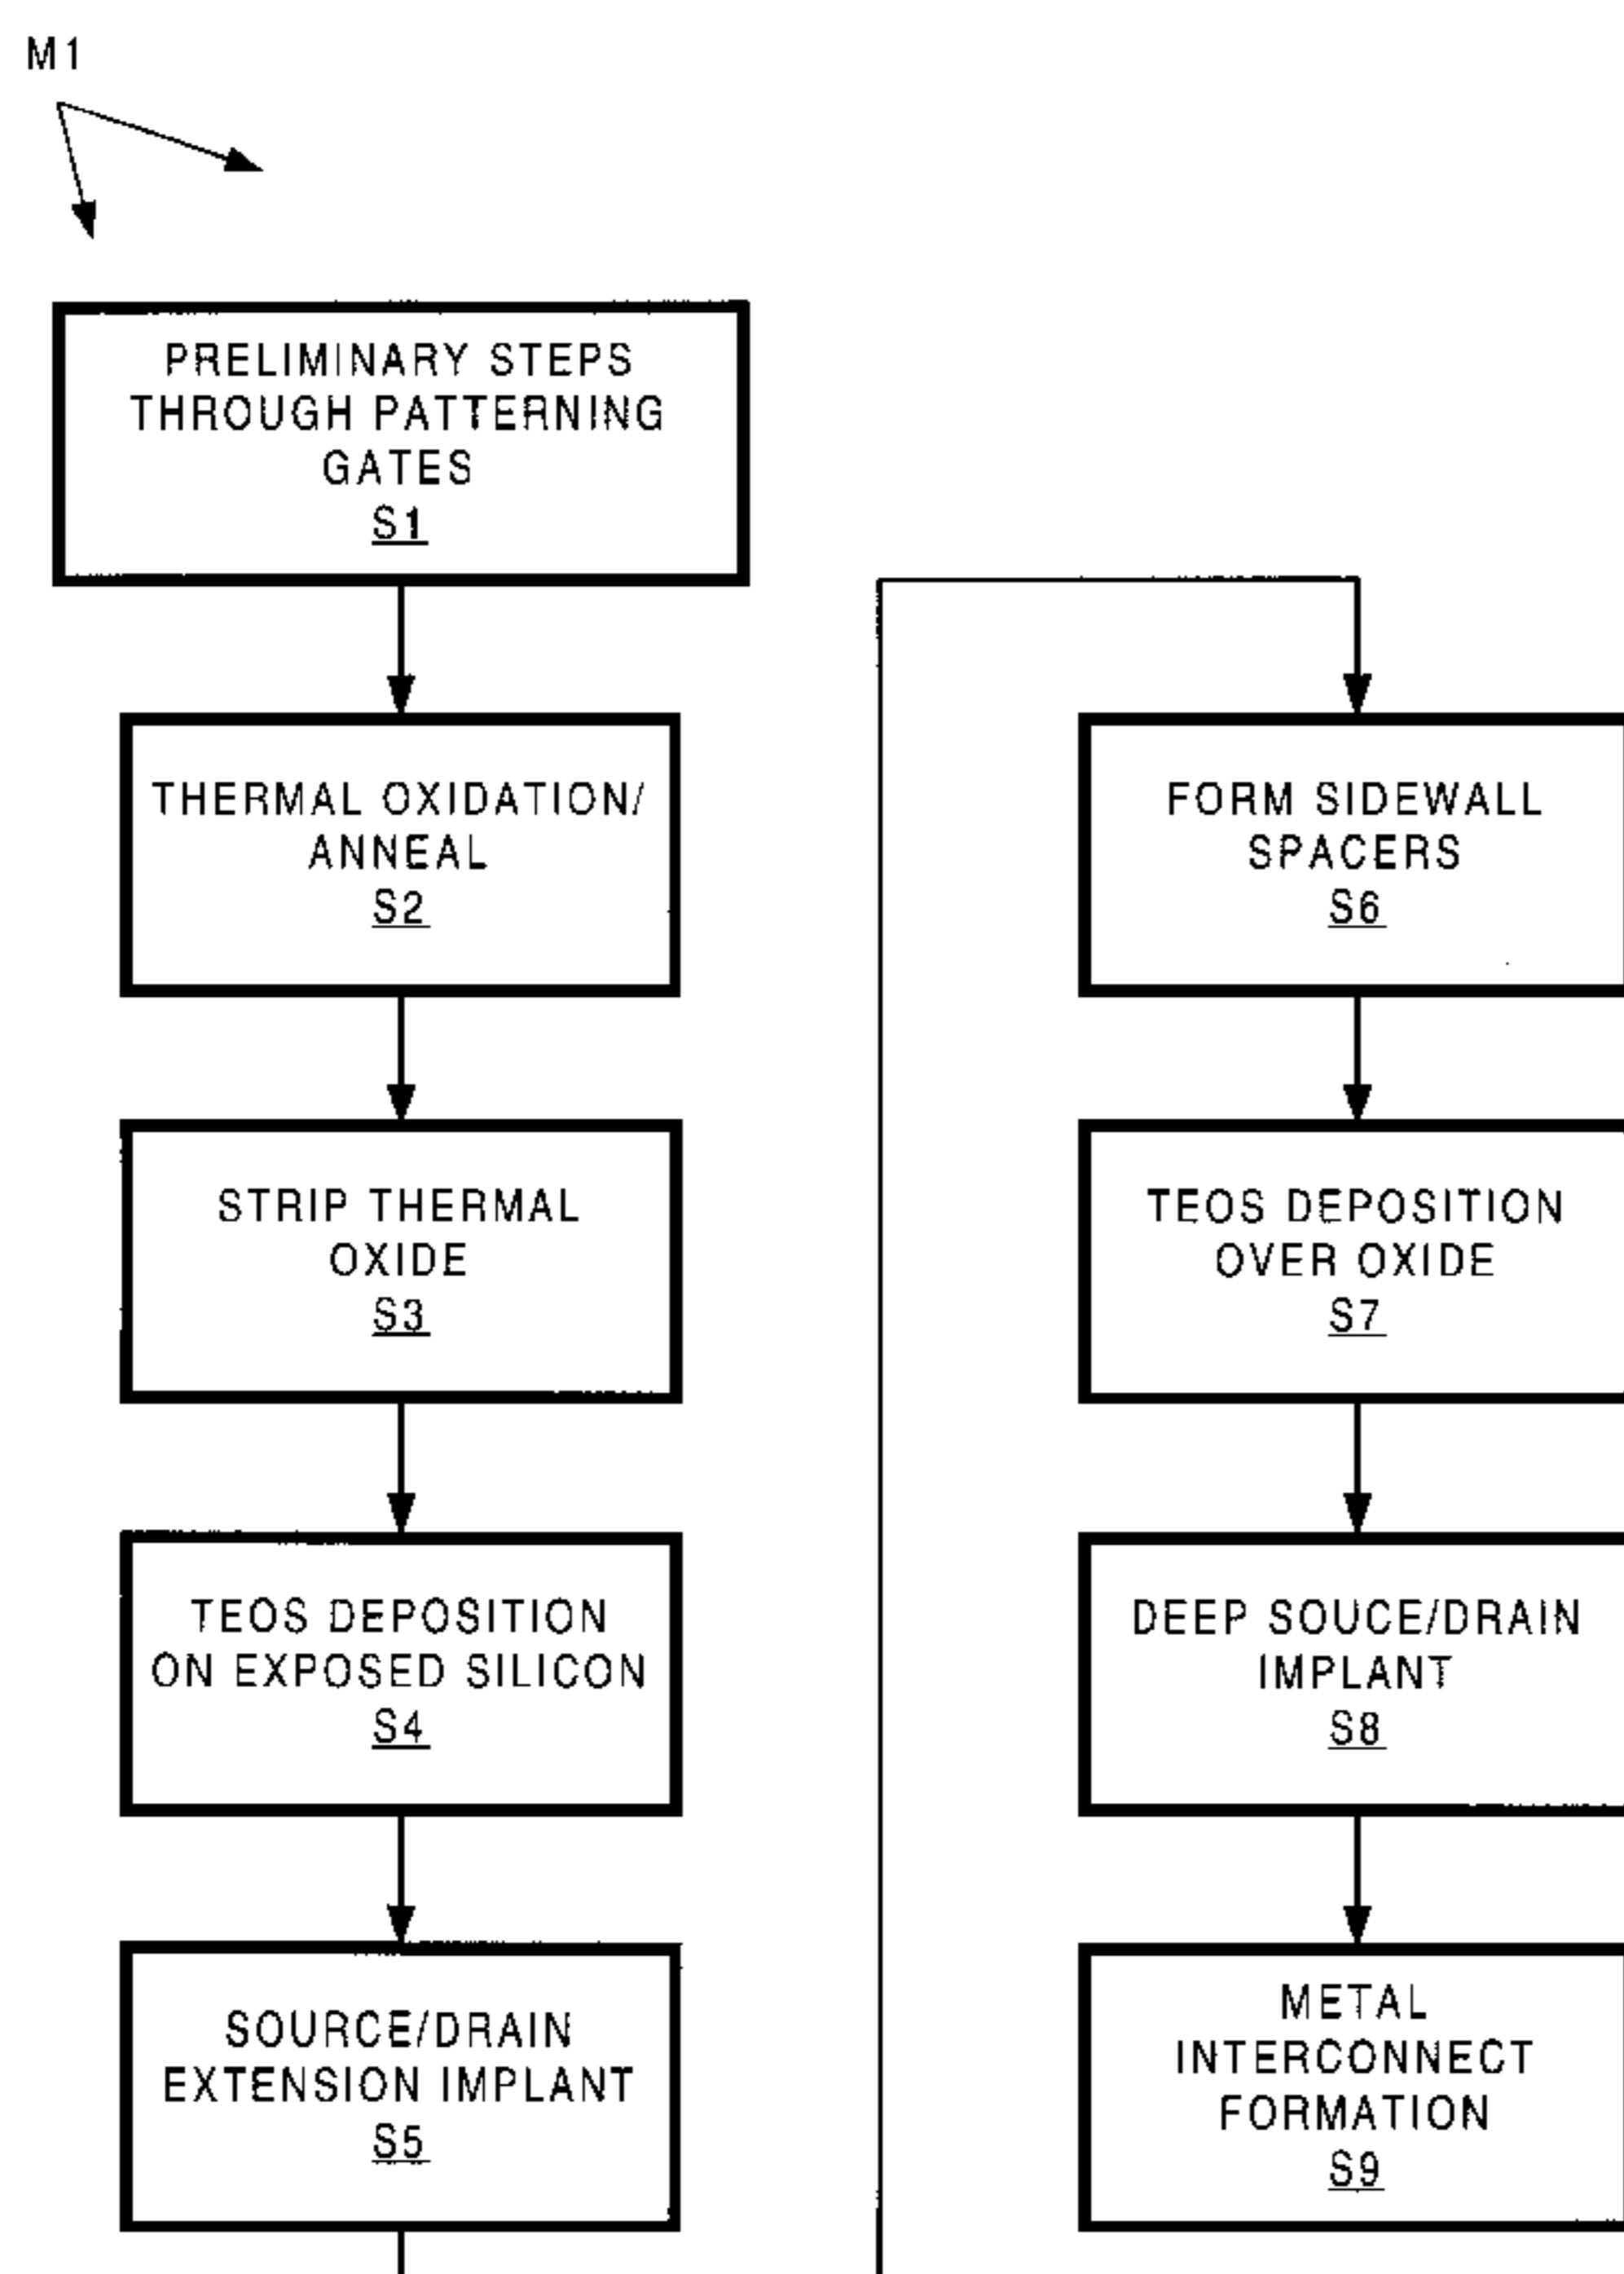 M1
PRELIMINARY STEPS
THROUGH PATTERNING
GATES
S1
THERMAL OXIDATION/
ANNEAL
S2
STRIP THERMAL
OXIDE
S3
TEOS DEPOSITION
ON EXPOSED SILICON
S4
SOURCE/DRAIN
EXTENSION IMPLANT
S5
FORM SIDEWALL
SPACERS
S6
TEOS DEPOSITION
OVER OXIDE
S7
DEEP SOUCE/DRAIN
IMPLANT
S8
METAL
INTERCONNECT
FORMATION
S9